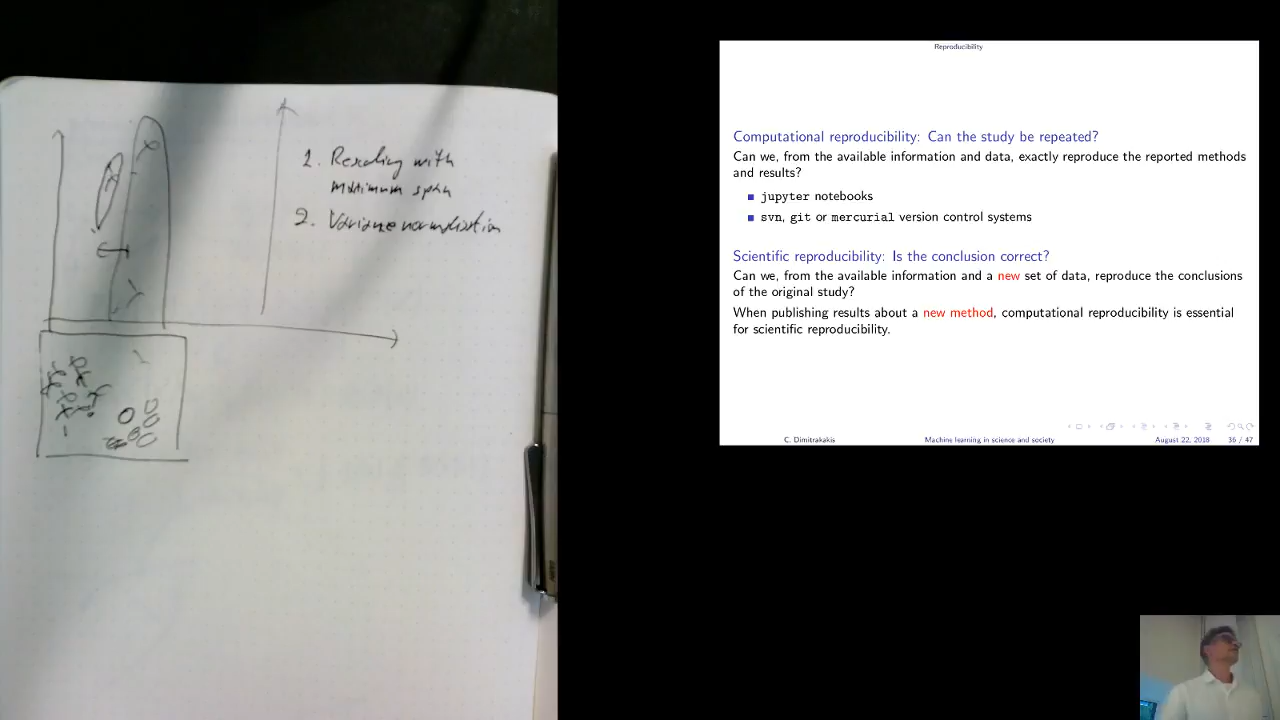 1. Rescaling with
maximum span
2. Variance normalization
Reproducibility
Computational reproducibility: Can the study be repeated?
Can we, from the available information and data, exactly reproduce the reported methods
and results?
jupyter notebooks
svn, git or mercurial version control systems
Scientific reproducibility: Is the conclusion correct?
Can we, from the available information and a new set of data, reproduce the conclusions
of the original study?
When publishing results about a new method, computational reproducibility is essential
for scientific reproducibility.
C. Dimitrakakis
Machine learning in science and society
August 22, 2018
36 / 47